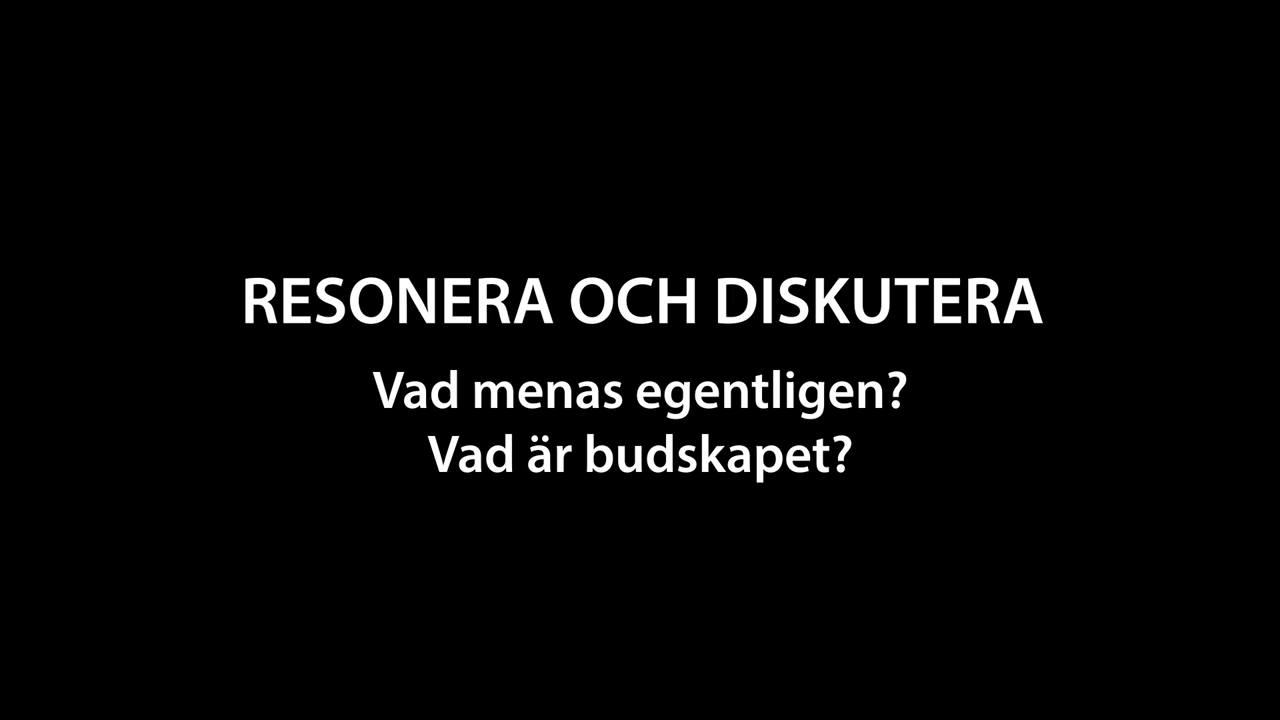 RESONERA OCH DISKUTERA
Vad menas egentligen?
Vad är budskapet?